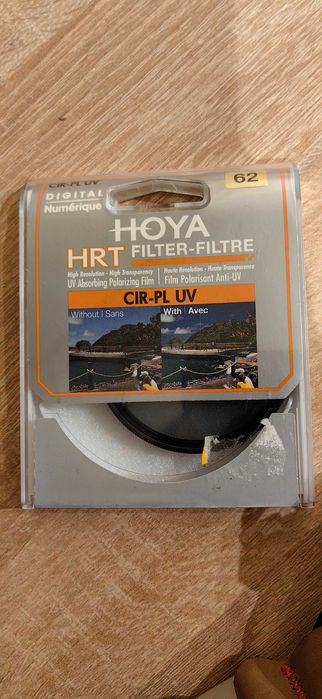 CIR-PL UV
DIGITAL
Numérique
62
HOYA
HRT FILTER-FILTRE
High Resolution - High Transparency
UV Absorbing Polarizing Film
Haute Résolution - Haute Transparence
Film Polarisant Anti-UV
CIR-PL UV
Without | Sans
With | Avec